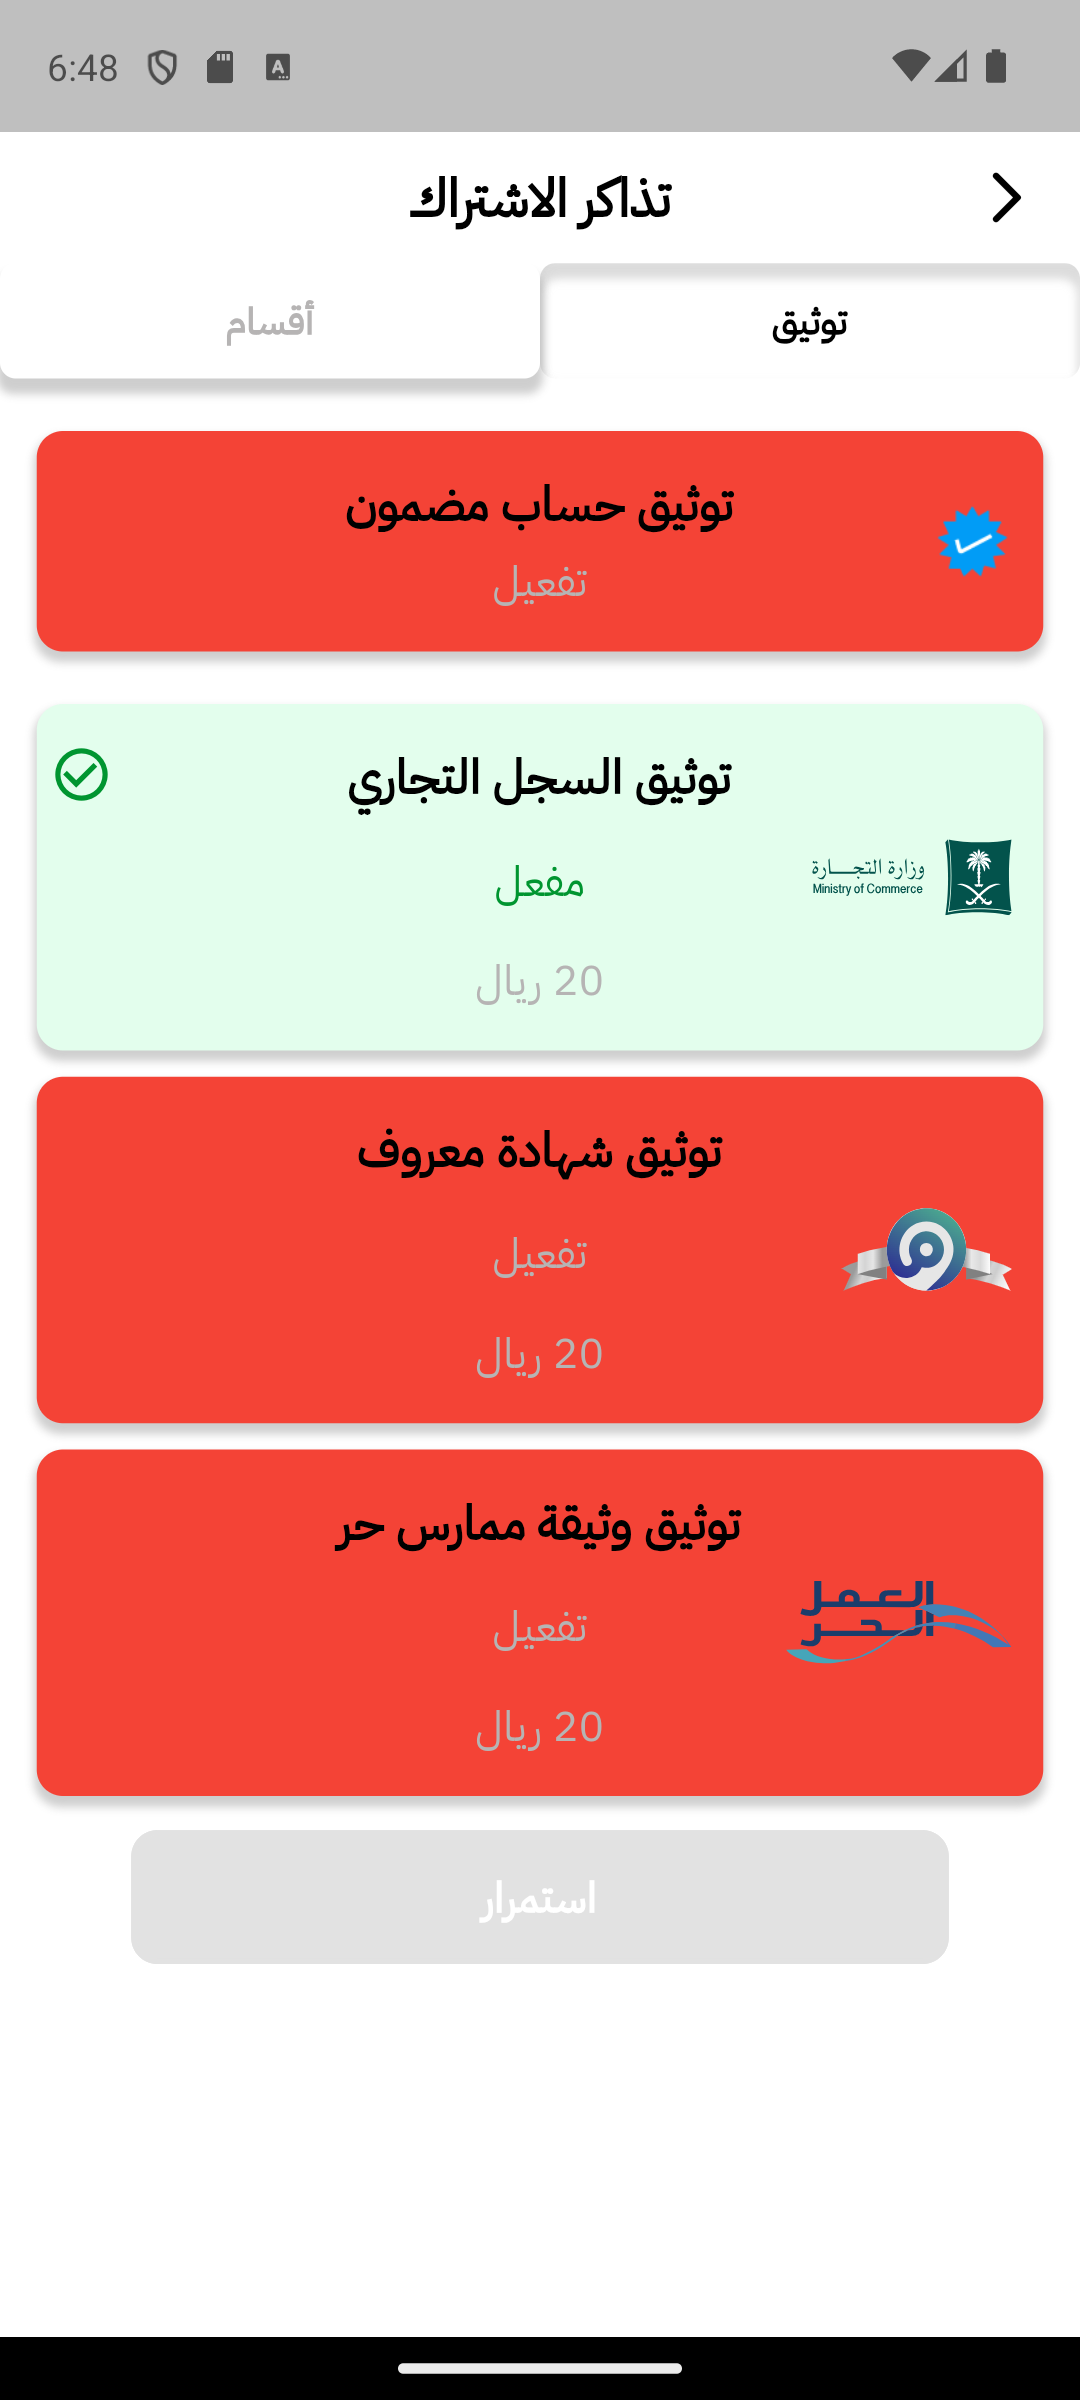 6:48
تذاكر الاشتراك
توثيق
أقسام
توثيق حساب مضمون
تفعيل
توثيق السجل التجاري
مفعل
وزارة التجـــارة
Ministry of Commerce
20 ريال
توثيق شهادة معروف
تفعيل
20 ريال
توثيق وثيقة ممارس حر
تفعيل
العمل
الحر
20 ريال
استمرار